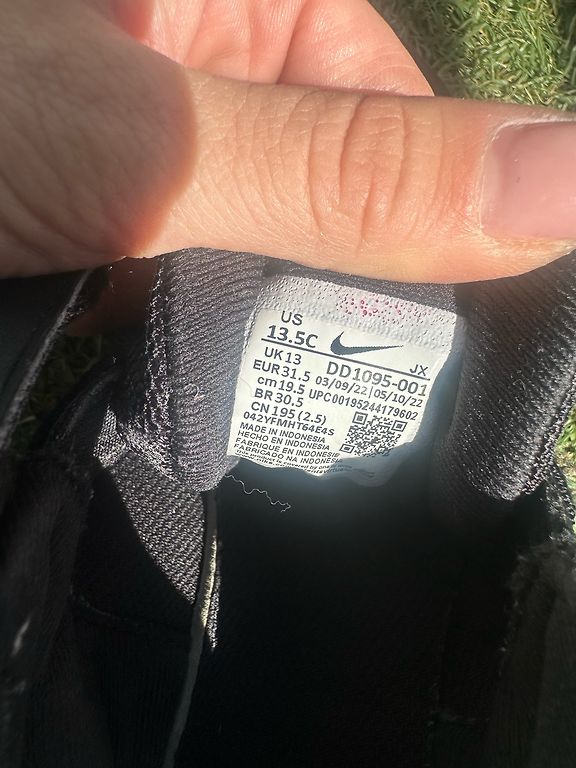 US
13.5C
JX
UK 13
DD1095-001
EUR 31.5
03/09/22 | 05/10/22
cm 19.5
UPC00195244179602
BR 30.5
CN 195 (2.5)
042YFMHT64E4S
MADE IN INDONESIA
HECHO EN INDONESIA
FABRIQUE EN INDONESIE
FABRICADO NA INDONESIA